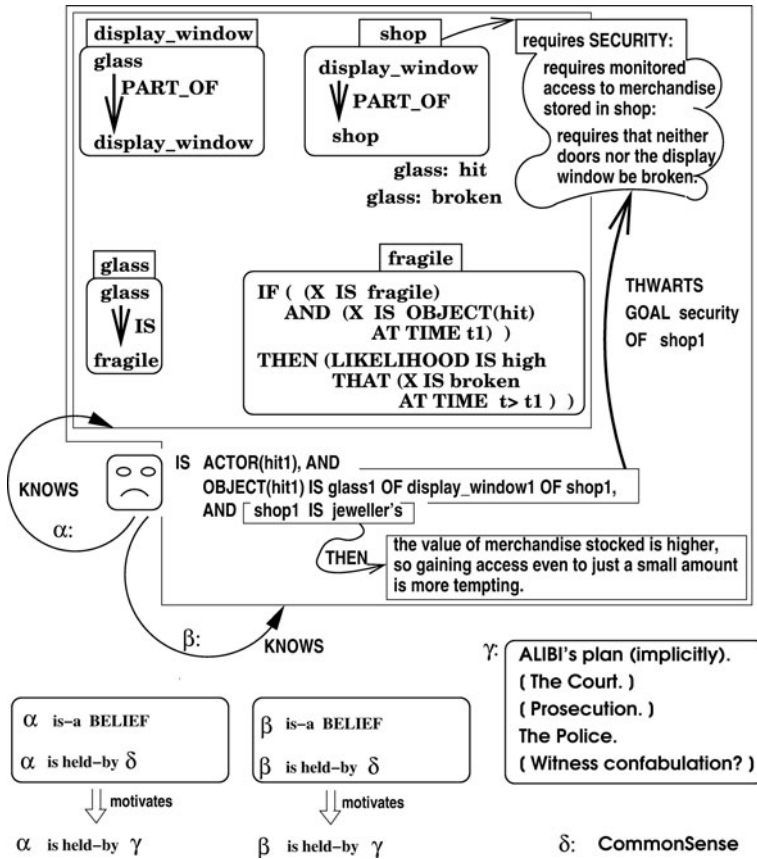 display_window
glass
PART_OF
display_window
shop
display_window
PART_OF
shop
glass: hit
glass: broken
requires SECURITY:
requires monitored
access to merchandise
stored in shop:
requires that neither
doors nor the display
window be broken.
glass
glass
IS
fragile
fragile
IF ( (X IS fragile)
AND (X IS OBJECT(hit)
AT TIME t1) )
THEN (LIKELIHOOD IS high
THAT (X IS broken
AT TIME t> t1 ) )
THWARTS
GOAL security
OF shop1
KNOWS
α:
IS ACTOR(hit1), AND
OBJECT(hit1) IS glass1 OF display_window1 OF shop1,
AND shop1 IS jeweller's
THEN
the value of merchandise stocked is higher,
so gaining access even to just a small amount
is more tempting.
β:
KNOWS
γ:
ALIBI's plan (implicitly).
( The Court. )
( Prosecution. )
The Police.
( Witness confabulation? )
α is–a BELIEF
α is held–by δ
motivates
α is held–by γ
β is–a BELIEF
β is held–by δ
motivates
β is held–by γ
δ: CommonSense